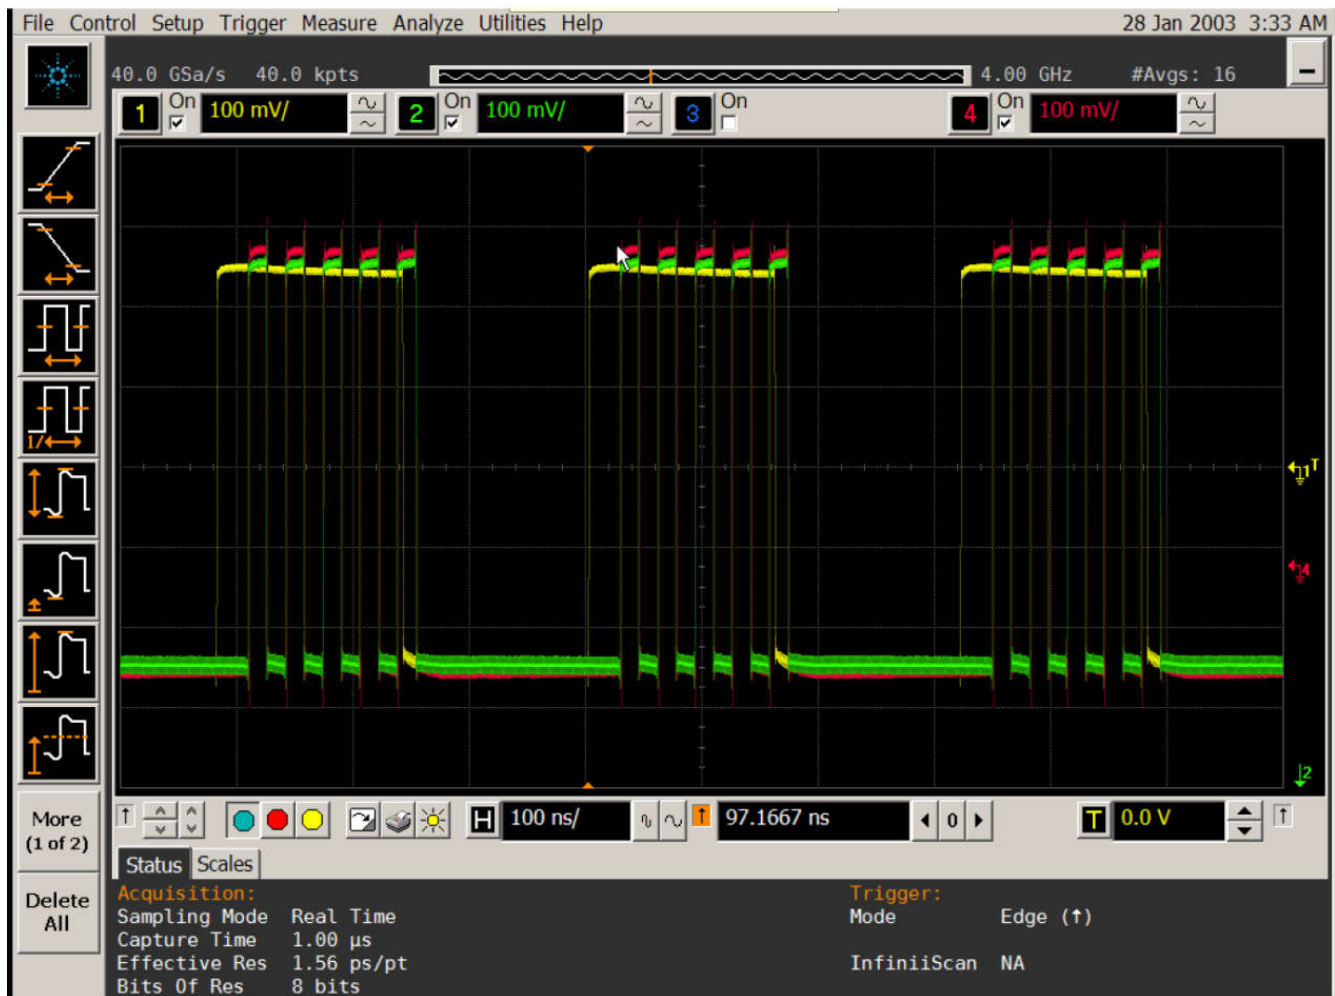 File Control Setup Trigger Measure Analyze Utilities Help 28 Jan 2003 3:33 AM
40.0 GSa/s 40.0 kpts 4.00 GHz #Avgs: 16
1 On 100 mV/ 2 On 100 mV/ 3 On 4 On 100 mV/
1 T
4
2
1/
More
(1 of 2)
Delete
All
H 100 ns/ 97.1667 ns 0 T 0.0 V
Status Scales
Acquisition: Trigger:
Sampling Mode Real Time Mode Edge (↑)
Capture Time 1.00 µs
Effective Res 1.56 ps/pt InfiniiScan NA
Bits Of Res 8 bits